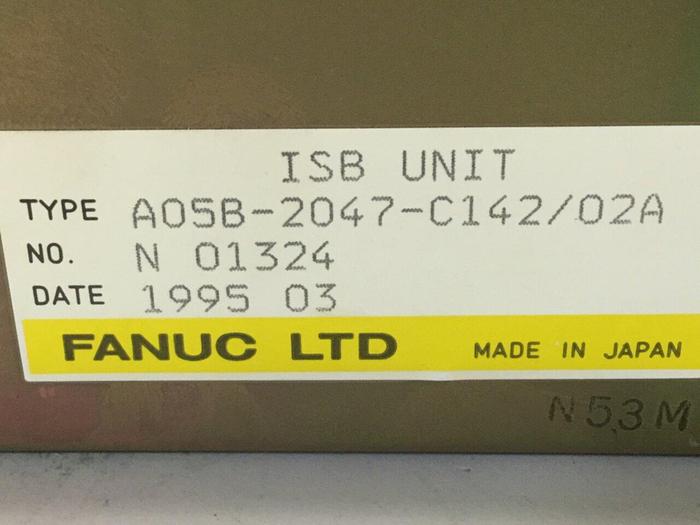 ISB UNIT
TYPE A05B-2047-C142/02A
NO. N 01324
DATE 1995 03
FANUC LTD MADE IN JAPAN
N53M